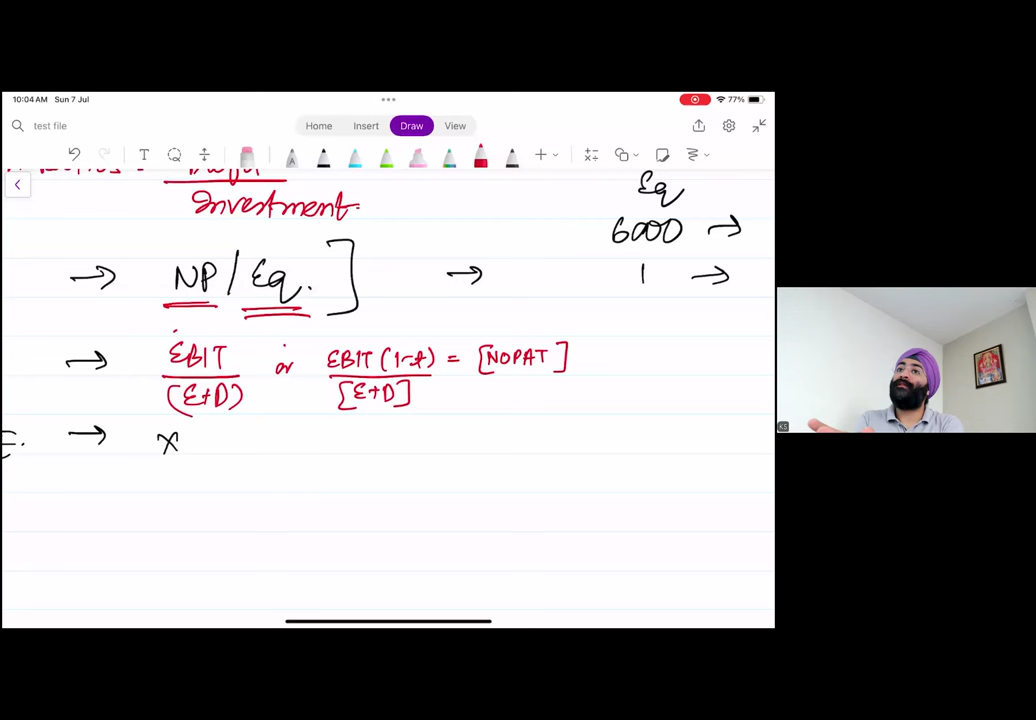 10:04 AM Sun 7 Jul
77%
test file
Home Insert Draw View
Investment.
Eq
6000 →
→ NP / Eq. ] → 1 →
→ EBIT / (E+D) or EBIT (1-t) / [E+D] = [NOPAT]
→ X
KS